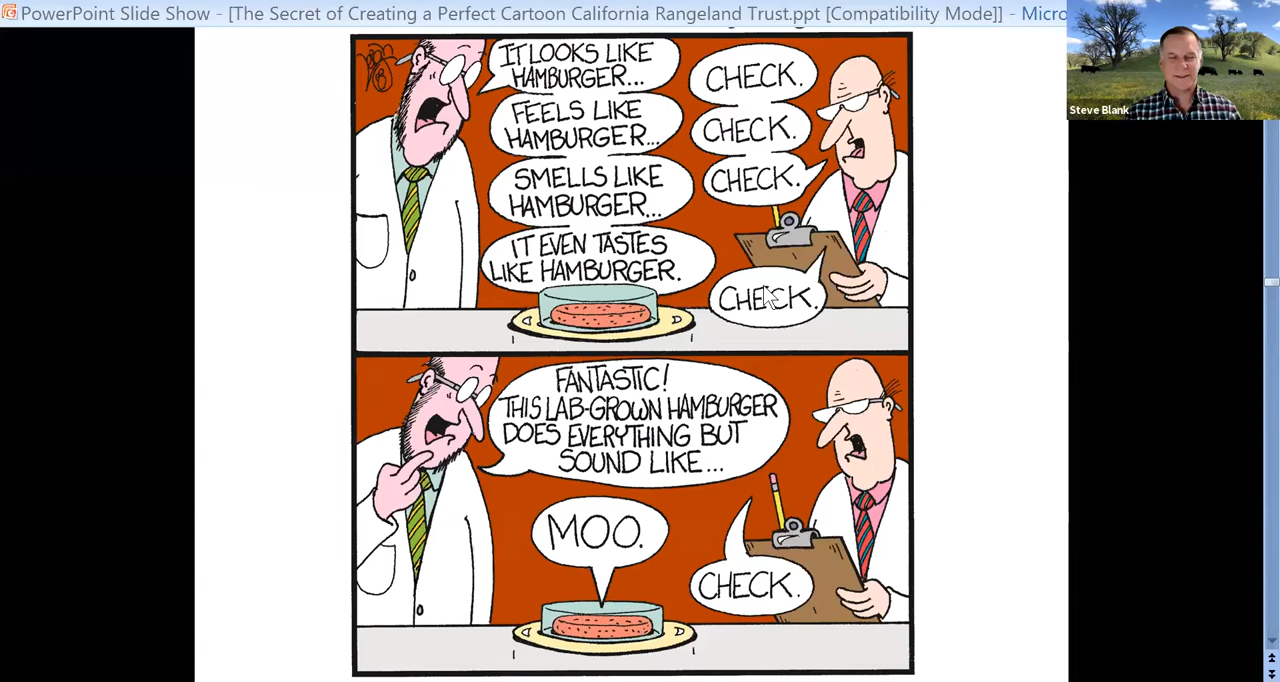 PowerPoint Slide Show - [The Secret of Creating a Perfect Cartoon California Rangeland Trust.ppt [Compatibility Mode]] - Micro
Steve Blank
IT LOOKS LIKE
HAMBURGER...
CHECK.
FEELS LIKE
HAMBURGER...
CHECK.
SMELLS LIKE
HAMBURGER...
CHECK.
IT EVEN TASTES
LIKE HAMBURGER.
CHECK.
FANTASTIC!
THIS LAB-GROWN HAMBURGER
DOES EVERYTHING BUT
SOUND LIKE...
MOO.
CHECK.